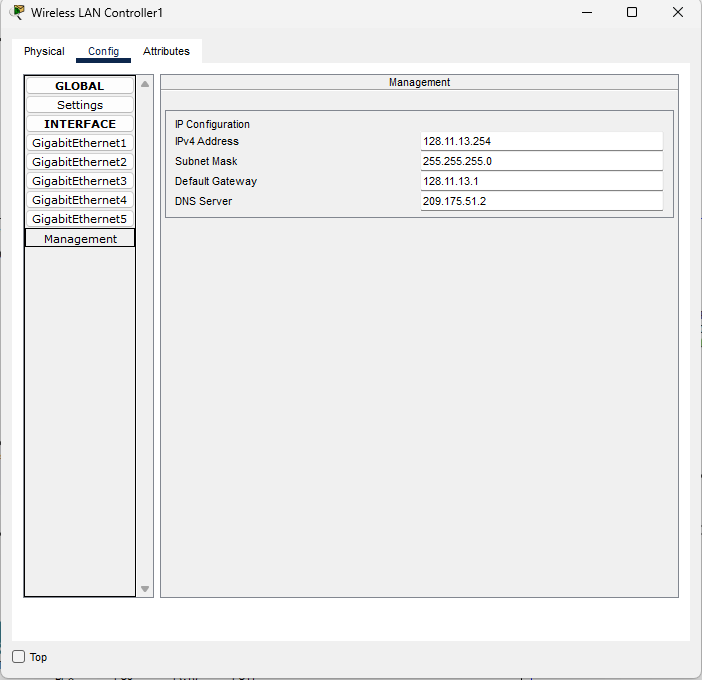 Wireless LAN Controller1
Physical Config Attributes
GLOBAL
Settings
INTERFACE
GigabitEthernet1
GigabitEthernet2
GigabitEthernet3
GigabitEthernet4
GigabitEthernet5
Management
Management
IP Configuration
IPv4 Address 128.11.13.254
Subnet Mask 255.255.255.0
Default Gateway 128.11.13.1
DNS Server 209.175.51.2
Top